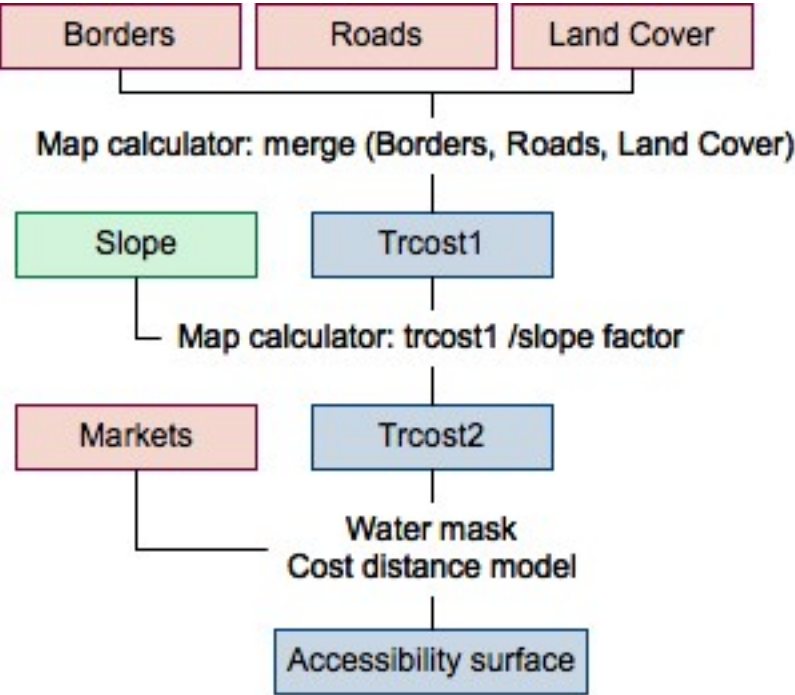 Borders
Roads
Land Cover
Map calculator: merge (Borders, Roads, Land Cover)
Slope
Trcost1
Map calculator: trcost1 /slope factor
Markets
Trcost2
Water mask
Cost distance model
Accessibility surface